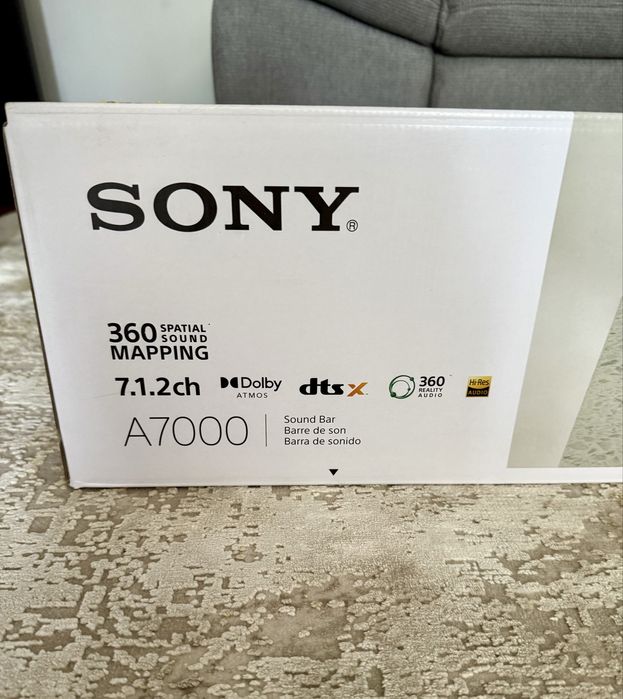 SONY®
360 SPATIAL SOUND
MAPPING
7.1.2ch Dolby ATMOS dts X 360 REALITY AUDIO Hi-Res AUDIO
A7000
Sound Bar
Barre de son
Barra de sonido